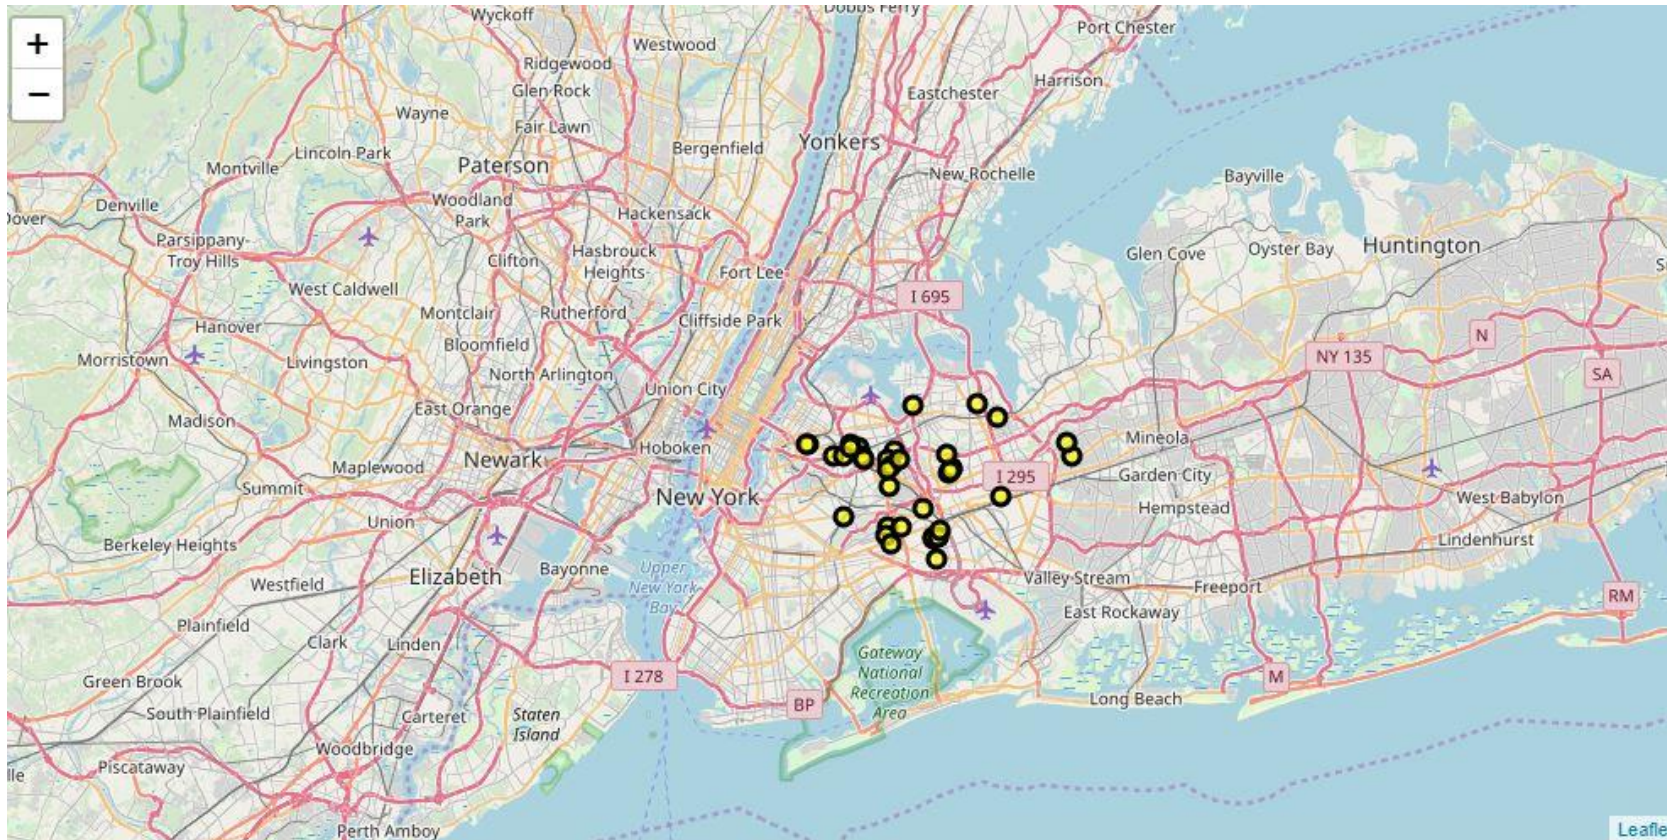 +
−
Wyckoff
Dobbs Ferry
Port Chester
Westwood
Ridgewood
Harrison
Glen Rock
Eastchester
Wayne
Fair Lawn
Yonkers
Bergenfield
Lincoln Park
Paterson
Montville
New Rochelle
Bayville
Denville
Woodland
Park
Hackensack
Dover
Parsippany-
Troy Hills
Hasbrouck
Heights
Clifton
Fort Lee
Glen Cove
Oyster Bay
Huntington
West Caldwell
I 695
Montclair
Rutherford
Cliffside Park
Hanover
N
Bloomfield
Morristown
Livingston
NY 135
North Arlington
SA
Union City
East Orange
Madison
Mineola
Hoboken
Newark
Maplewood
Garden City
I 295
Summit
New York
West Babylon
Hempstead
Union
Berkeley Heights
Lindenhurst
Elizabeth
Bayonne
Upper
New York
Bay
Westfield
Valley Stream
Freeport
RM
East Rockaway
Plainfield
Clark
Linden
Gateway
National
Recreation
Area
I 278
M
Green Brook
BP
Long Beach
South Plainfield
Carteret
Staten
Island
Woodbridge
Piscataway
lle
Perth Amboy
Leafle